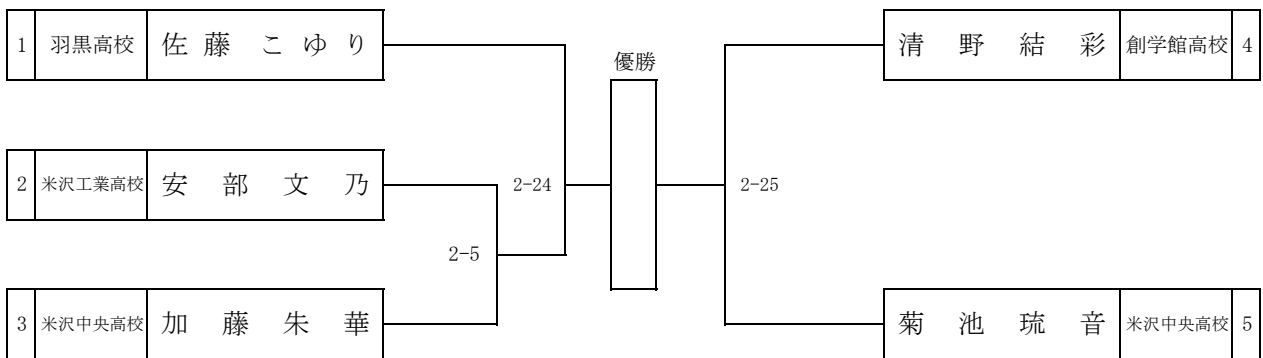 1 羽黒高校 佐藤こゆり
清野結彩 創学館高校 4
優勝
2 米沢工業高校 安部文乃
2-24
2-25
2-5
3 米沢中央高校 加藤朱華
菊池琉音 米沢中央高校 5